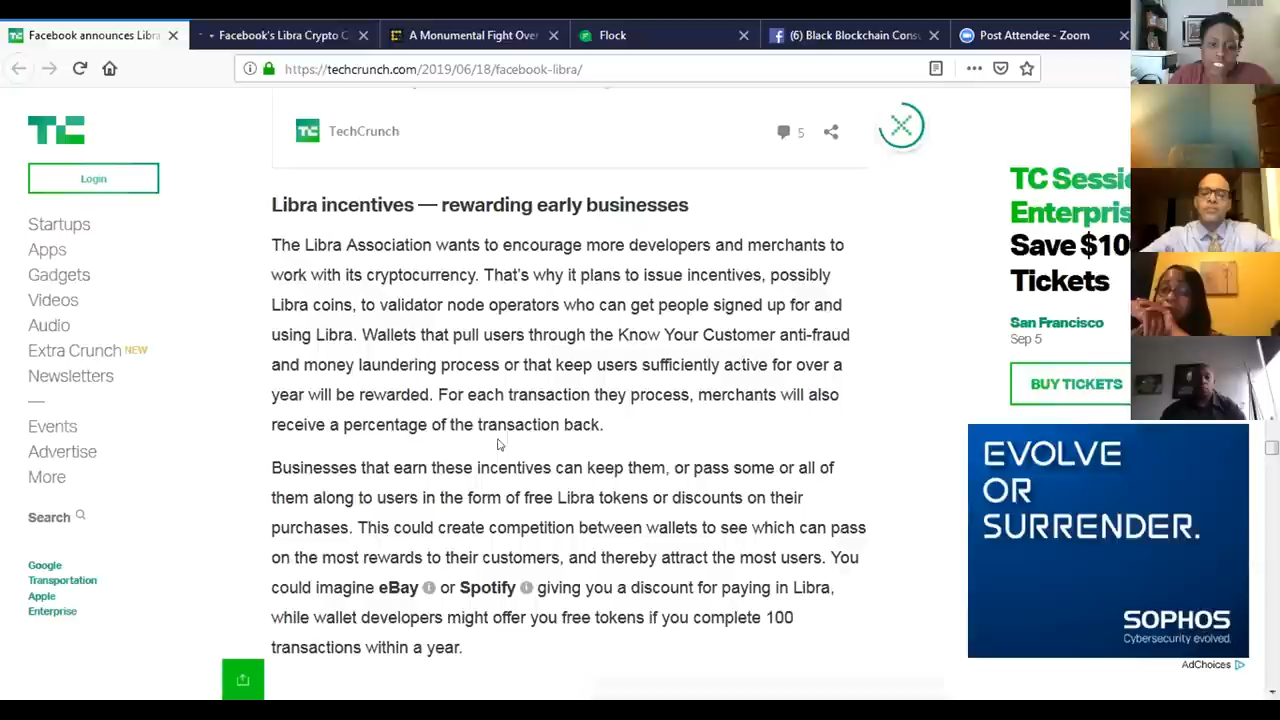 Facebook announces Libra
Facebook's Libra Crypto C
A Monumental Fight Over
Flock
(6) Black Blockchain Cons
Post Attendee - Zoom
https://techcrunch.com/2019/06/18/facebook-libra/
TC
Login
Startups
Apps
Gadgets
Videos
Audio
Extra Crunch NEW
Newsletters
Events
Advertise
More
Search
Google
Transportation
Apple
Enterprise
TC TechCrunch
5
Libra incentives — rewarding early businesses
The Libra Association wants to encourage more developers and merchants to
work with its cryptocurrency. That's why it plans to issue incentives, possibly
Libra coins, to validator node operators who can get people signed up for and
using Libra. Wallets that pull users through the Know Your Customer anti-fraud
and money laundering process or that keep users sufficiently active for over a
year will be rewarded. For each transaction they process, merchants will also
receive a percentage of the transaction back.
Businesses that earn these incentives can keep them, or pass some or all of
them along to users in the form of free Libra tokens or discounts on their
purchases. This could create competition between wallets to see which can pass
on the most rewards to their customers, and thereby attract the most users. You
could imagine eBay or Spotify giving you a discount for paying in Libra,
while wallet developers might offer you free tokens if you complete 100
transactions within a year.
TC Sessi
Enterpris
Save $10
Tickets
San Francisco
Sep 5
BUY TICKETS
EVOLVE
OR
SURRENDER.
SOPHOS
Cybersecurity evolved.
AdChoices